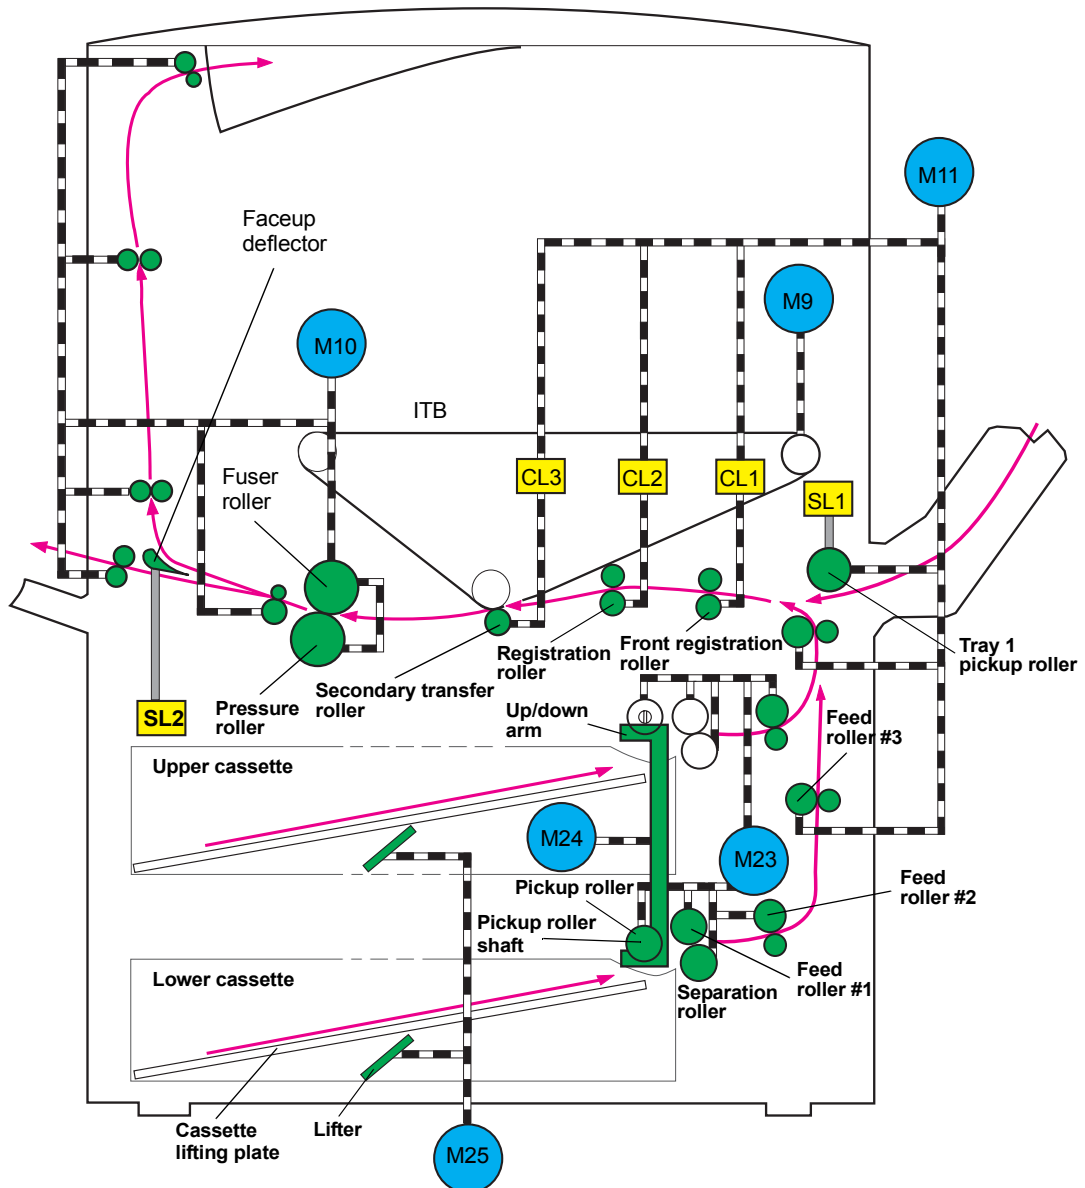 M11
Faceup
deflector
M9
M10
ITB
CL3
CL2
CL1
Fuser
roller
SL1
Registration
roller
Front registration
roller
Tray 1
pickup roller
Secondary transfer
roller
Pressure
roller
SL2
Up/down
arm
Feed
roller #3
Upper cassette
M24
M23
Pickup roller
Feed
roller #2
Pickup roller
shaft
Lower cassette
Separation
roller
Feed
roller #1
Cassette
lifting plate
Lifter
M25